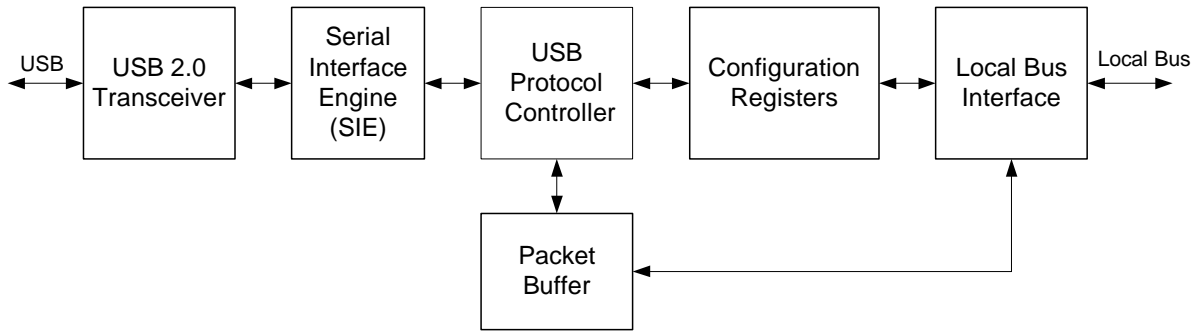 USB
USB 2.0
Transceiver
Serial
Interface
Engine
(SIE)
USB
Protocol
Controller
Configuration
Registers
Local Bus
Interface
Local Bus
Packet
Buffer